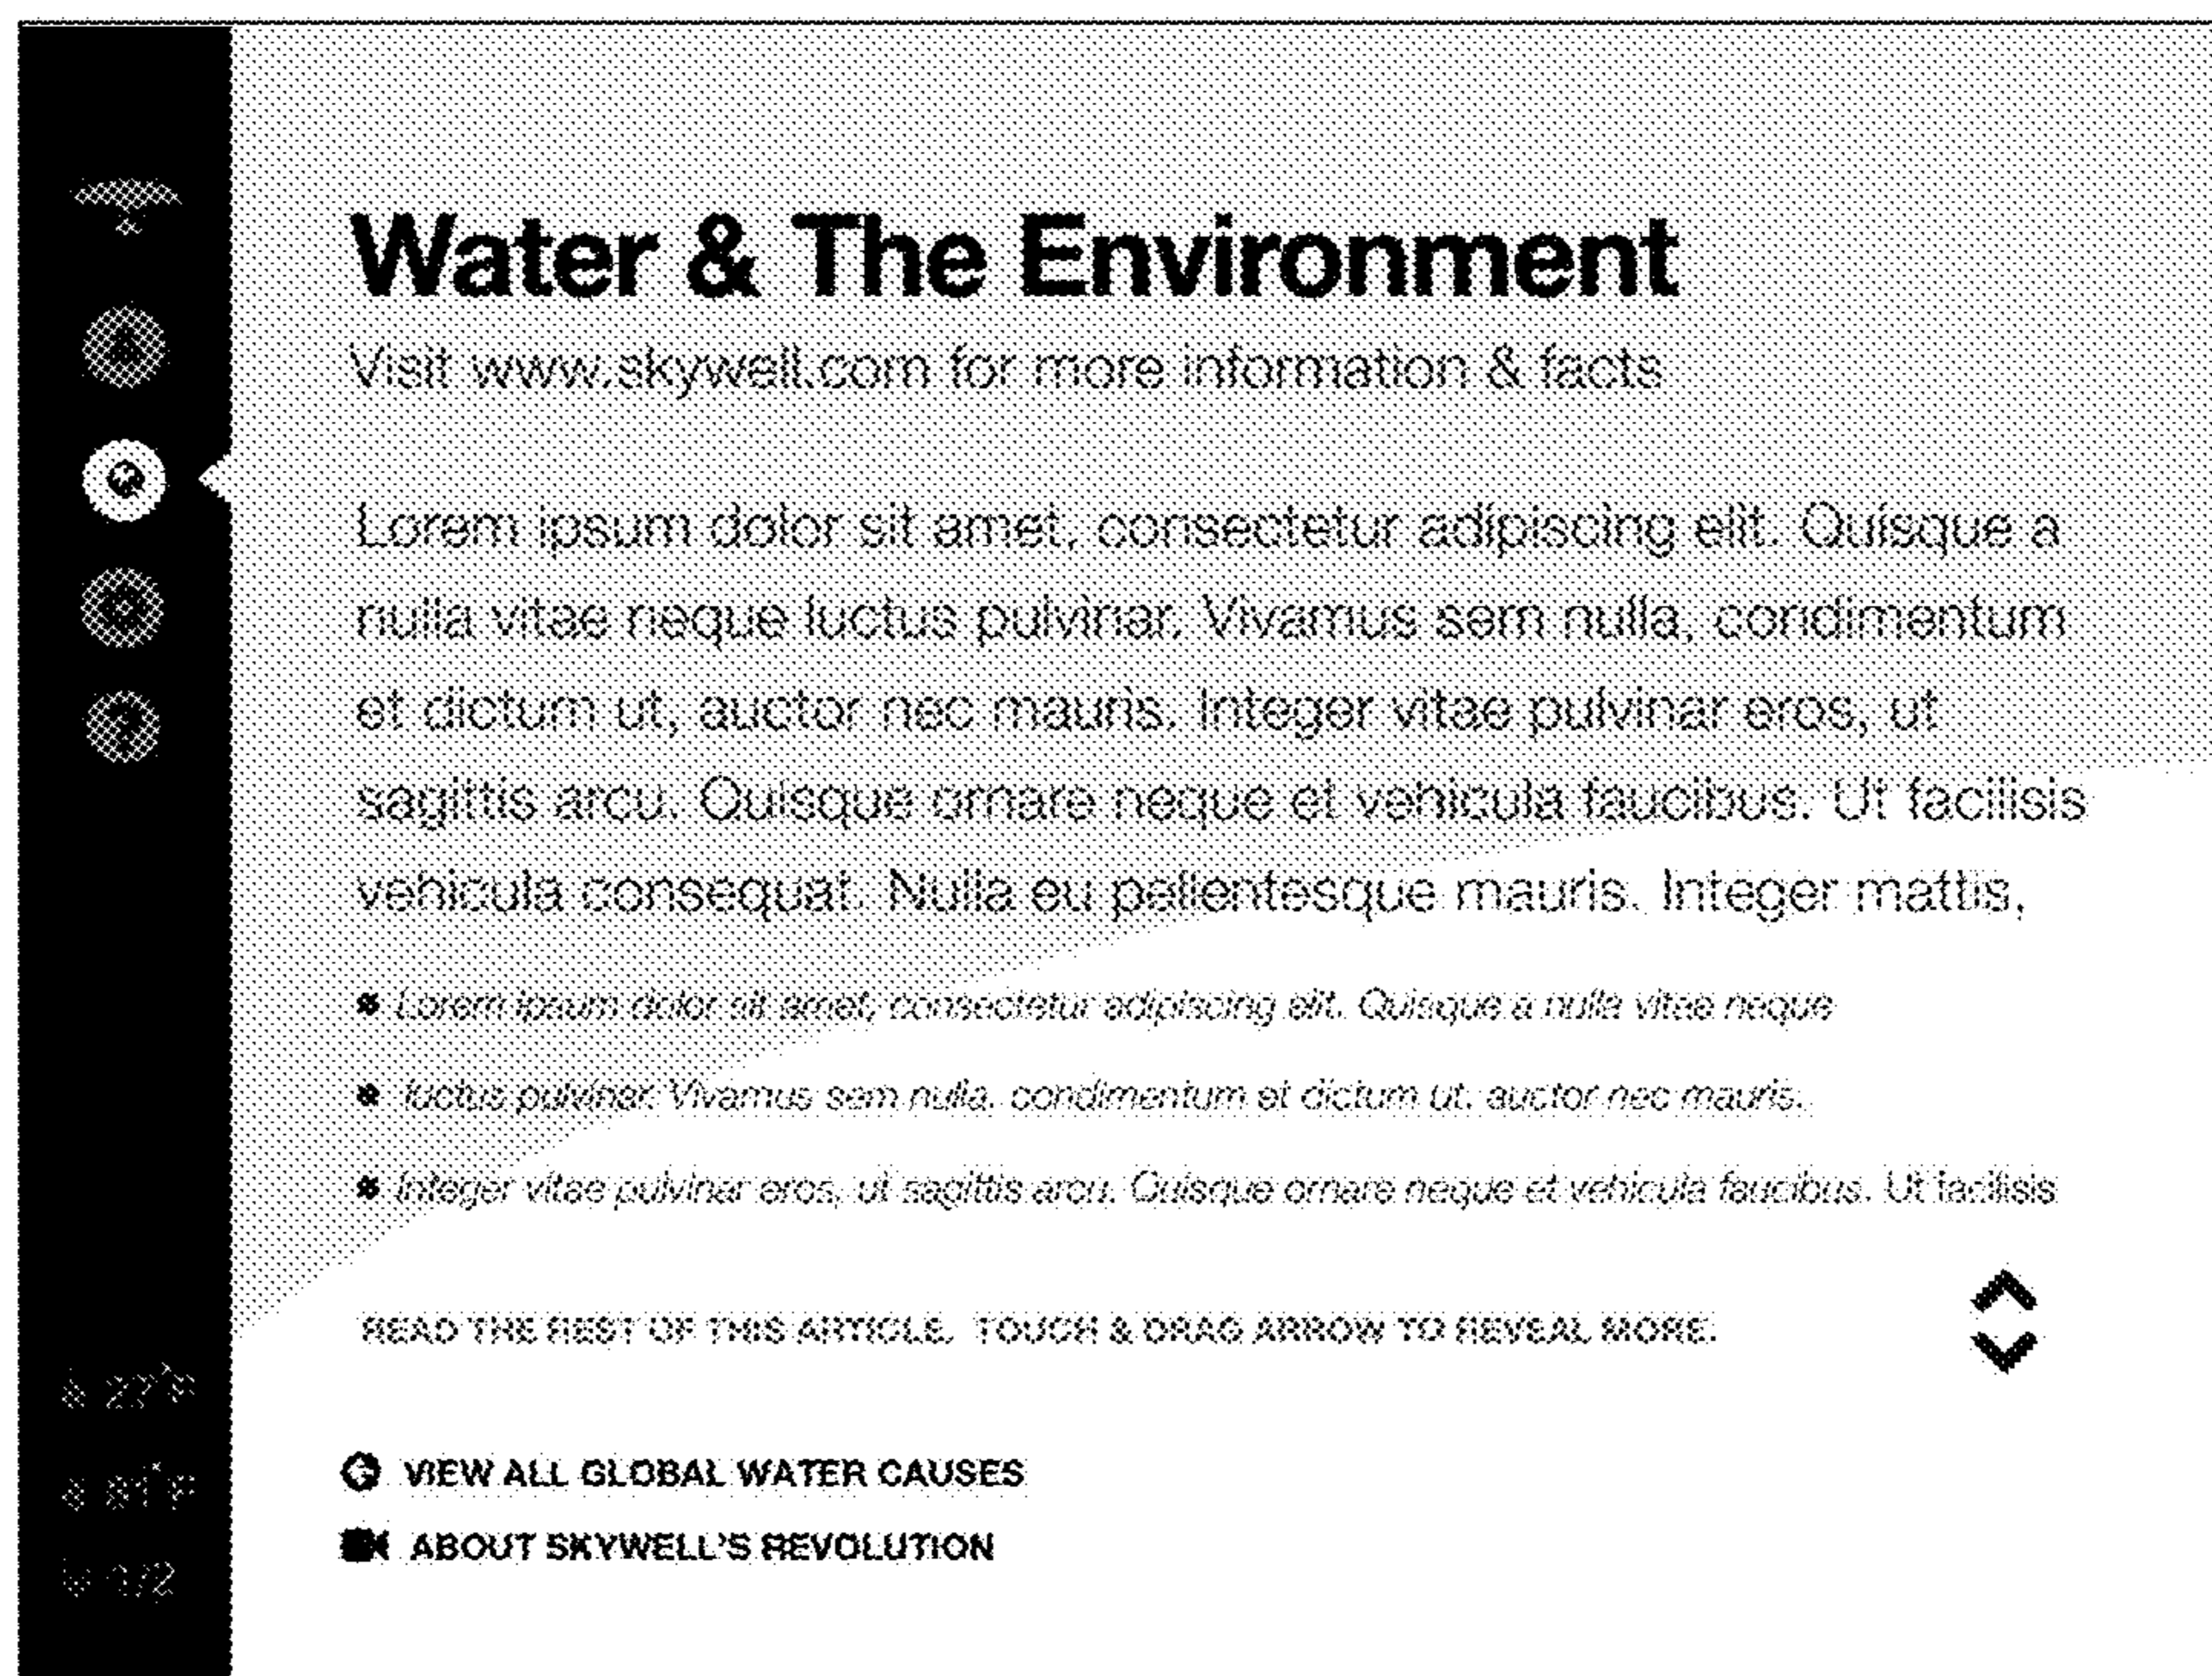 Water & The Environment
Visit www.skywell.com for more information & facts
Lorem ipsum dolor sit amet, consectetur adipiscing elit. Quisque a
nulla vitae neque luctus pulvinar. Vivamus sem nulla, condimentum
et dictum ut, auctor nec mauris. Integer vitae pulvinar eros, ut
sagittis arcu. Quisque ornare neque et vehicula faucibus. Ut facilisis
vehicula consequat. Nulla eu pellentesque mauris. Integer mattis,
• Lorem ipsum dolor sit amet, consectetur adipiscing elit. Quisque a nulla vitae neque
• luctus pulvinar. Vivamus sem nulla, condimentum et dictum ut, auctor nec mauris.
• Integer vitae pulvinar eros, ut sagittis arcu. Quisque ornare neque et vehicula faucibus. Ut facilisis
READ THE REST OF THIS ARTICLE. TOUCH & DRAG ARROW TO REVEAL MORE.
27°F
1/2
VIEW ALL GLOBAL WATER CAUSES
ABOUT SKYWELL'S REVOLUTION